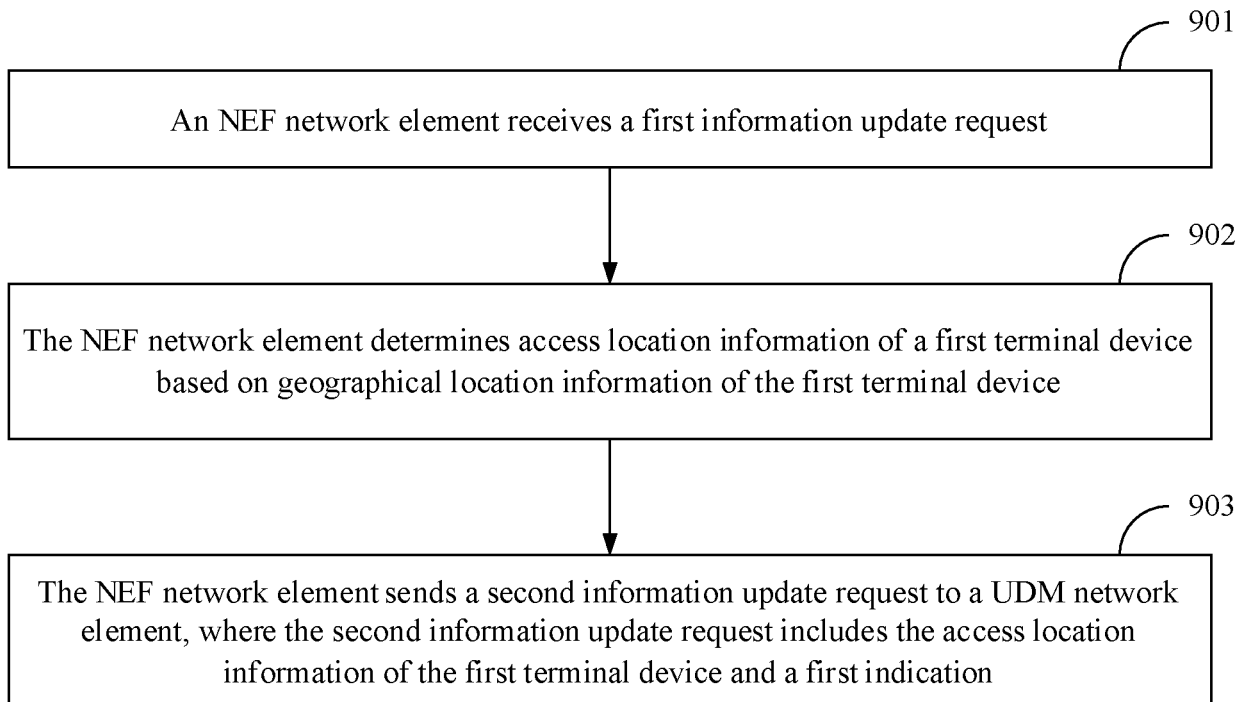 901
An NEF network element receives a first information update request
902
The NEF network element determines access location information of a first terminal device
based on geographical location information of the first terminal device
903
The NEF network element sends a second information update request to a UDM network
element, where the second information update request includes the access location
information of the first terminal device and a first indication